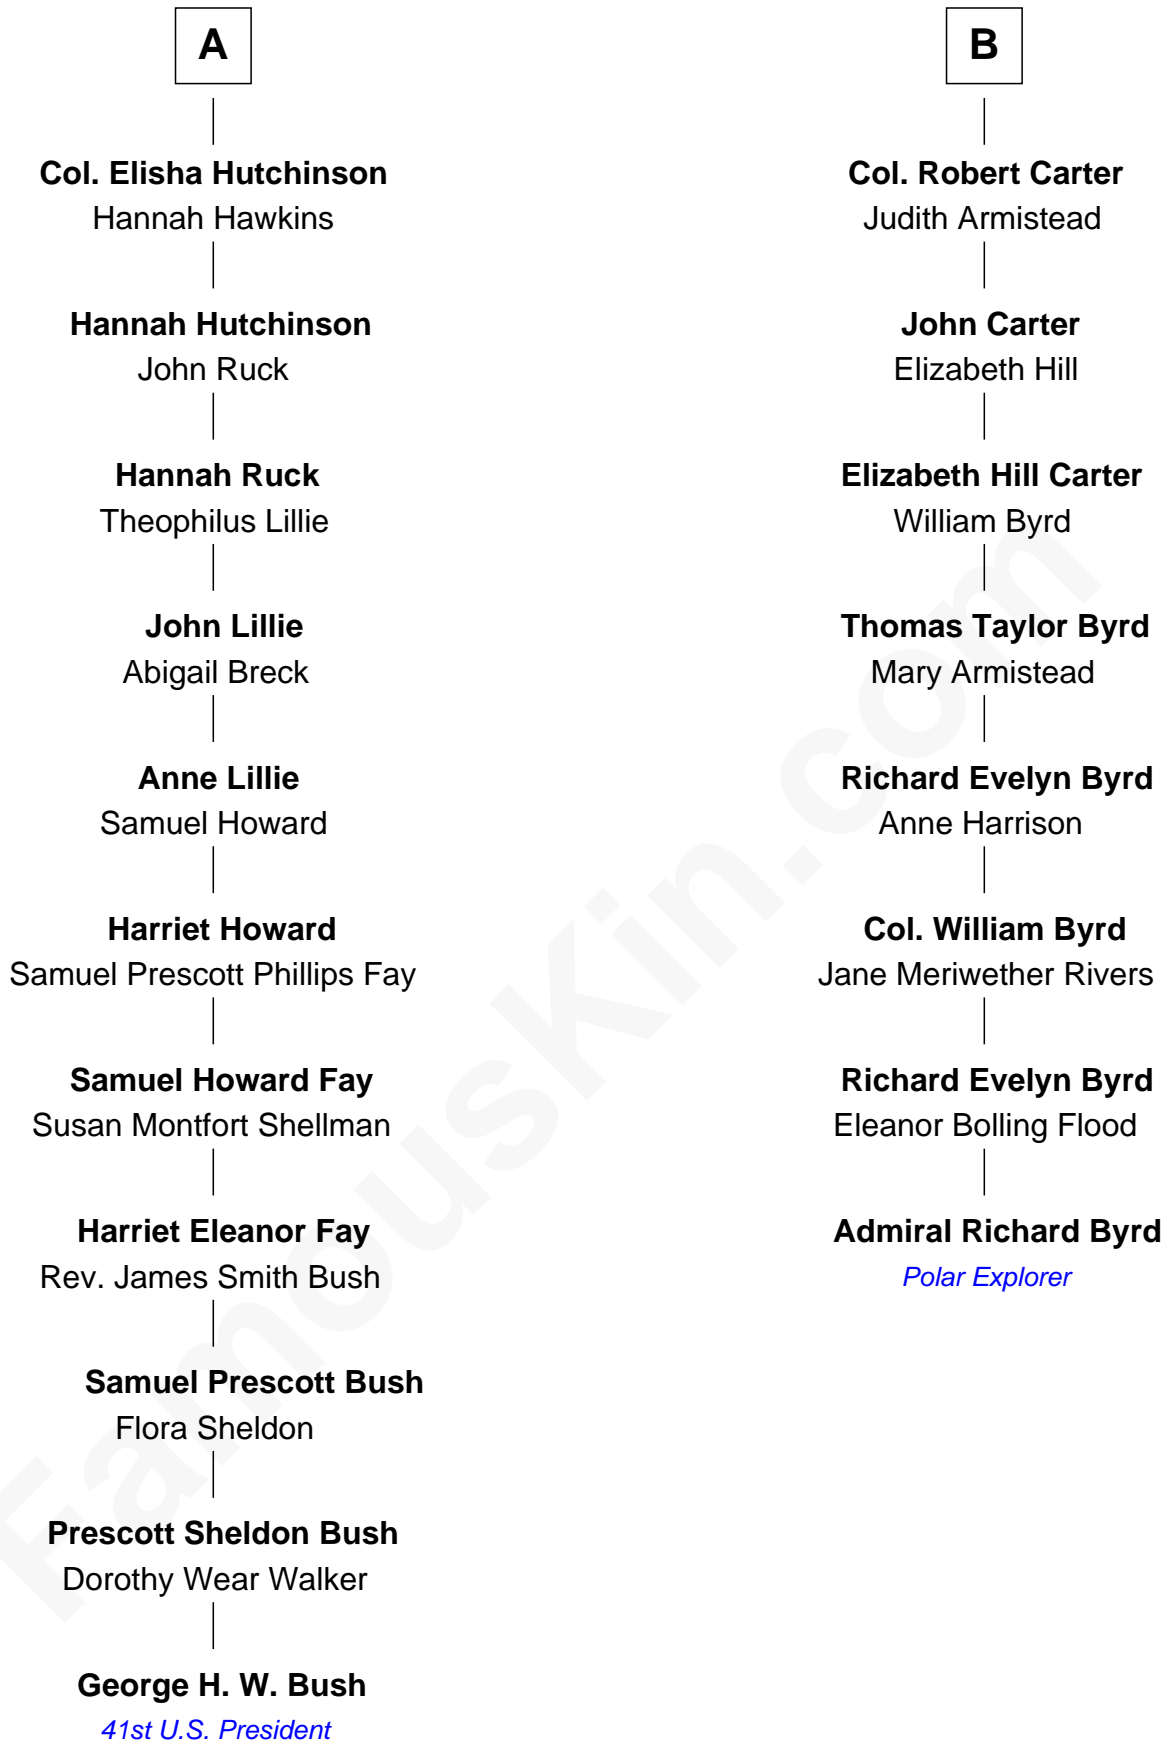 A
Col. Elisha Hutchinson
Hannah Hawkins
Hannah Hutchinson
John Ruck
Hannah Ruck
Theophilus Lillie
John Lillie
Abigail Breck
Anne Lillie
Samuel Howard
Harriet Howard
Samuel Prescott Phillips Fay
Samuel Howard Fay
Susan Montfort Shellman
Harriet Eleanor Fay
Rev. James Smith Bush
Samuel Prescott Bush
Flora Sheldon
Prescott Sheldon Bush
Dorothy Wear Walker
George H. W. Bush
41st U.S. President
B
Col. Robert Carter
Judith Armistead
John Carter
Elizabeth Hill
Elizabeth Hill Carter
William Byrd
Thomas Taylor Byrd
Mary Armistead
Richard Evelyn Byrd
Anne Harrison
Col. William Byrd
Jane Meriwether Rivers
Richard Evelyn Byrd
Eleanor Bolling Flood
Admiral Richard Byrd
Polar Explorer
FamousKin.com